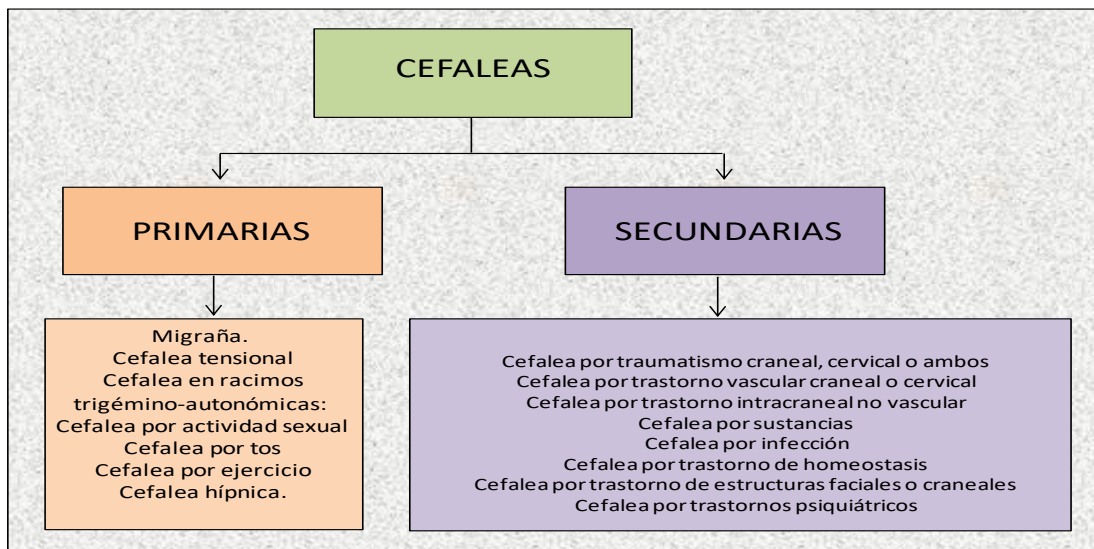 CEFALEAS
PRIMARIAS
SECUNDARIAS
Migraña.
Cefalea tensional
Cefalea en racimos
trigémino-autonómicas:
Cefalea por actividad sexual
Cefalea por tos
Cefalea por ejercicio
Cefalea hípnica.
Cefalea por traumatismo craneal, cervical o ambos
Cefalea por trastorno vascular craneal o cervical
Cefalea por trastorno intracraneal no vascular
Cefalea por sustancias
Cefalea por infección
Cefalea por trastorno de homeostasis
Cefalea por trastorno de estructuras faciales o craneales
Cefalea por trastornos psiquiátricos